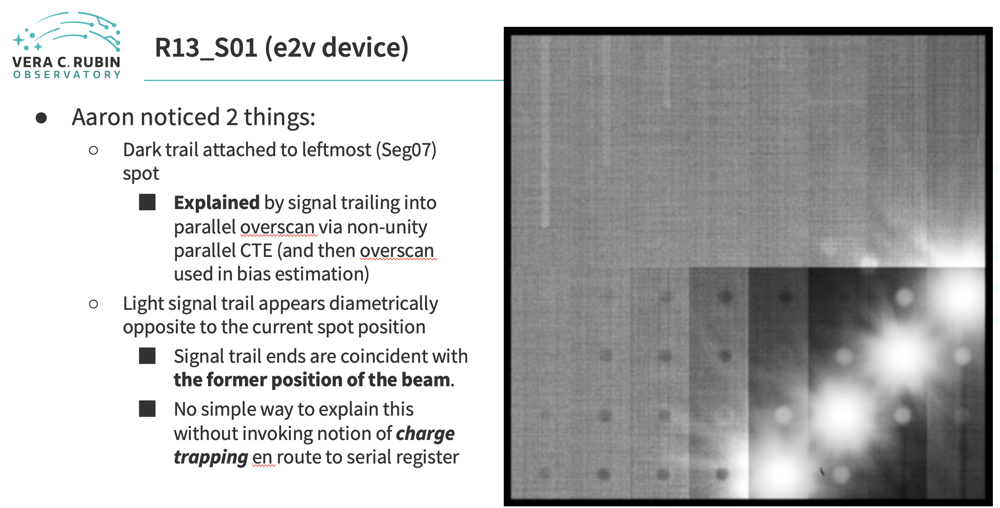 VERA C. RUBIN
OBSERVATORY
R13_S01 (e2v device)
● Aaron noticed 2 things:
○ Dark trail attached to leftmost (Seg07)
spot
■ Explained by signal trailing into
parallel overscan via non-unity
parallel CTE (and then overscan
used in bias estimation)
○ Light signal trail appears diametrically
opposite to the current spot position
■ Signal trail ends are coincident with
the former position of the beam.
■ No simple way to explain this
without invoking notion of charge
trapping en route to serial register